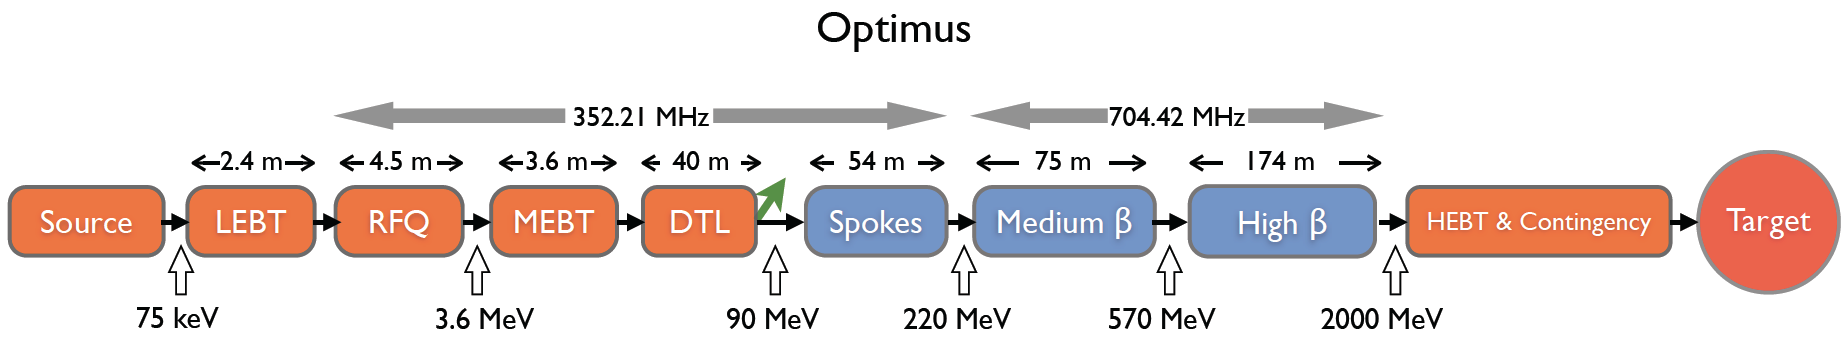 Optimus
352.21 MHz 704.42 MHz
2.4 m 4.5 m 3.6 m 40 m 54 m 75 m 174 m
Source LEBT RFQ MEBT DTL Spokes Medium β High β HEBT & Contingency Target
75 keV 3.6 MeV 90 MeV 220 MeV 570 MeV 2000 MeV